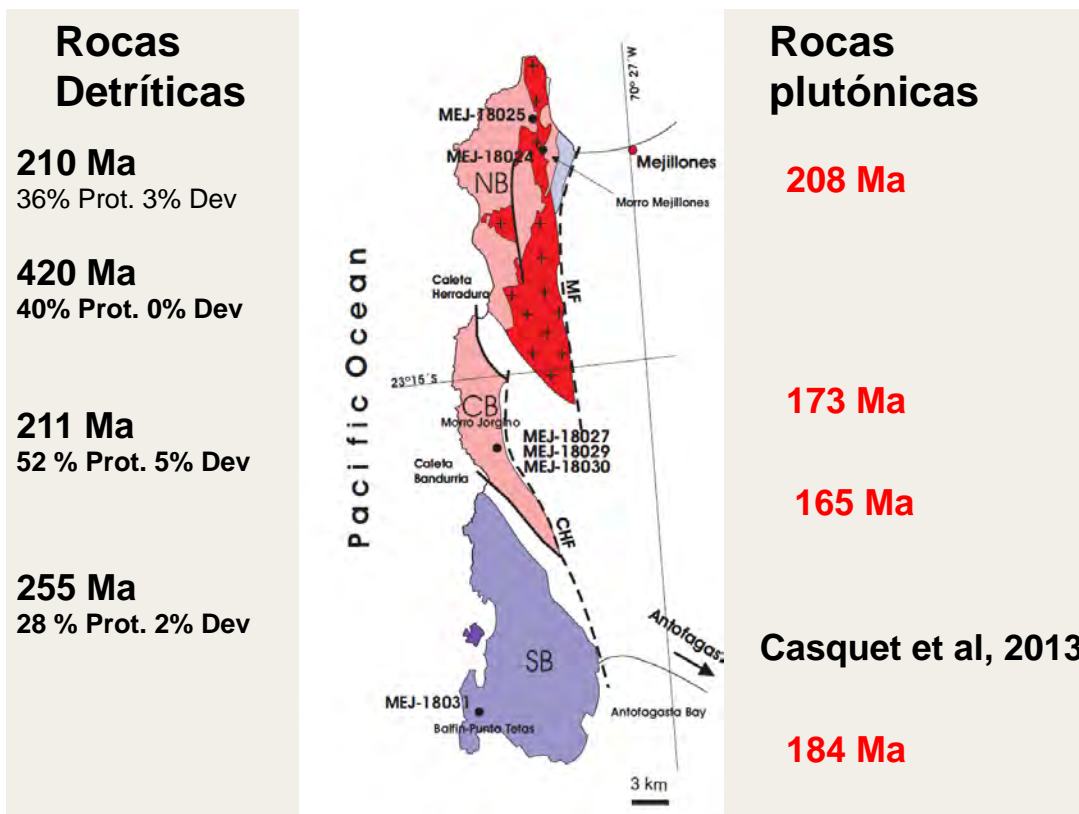 Rocas
Detríticas
210 Ma
36% Prot. 3% Dev
420 Ma
40% Prot. 0% Dev
211 Ma
52 % Prot. 5% Dev
255 Ma
28 % Prot. 2% Dev
70° 27´W
MEJ-18025
MEJ-18024
Mejillones
NB
Morro Mejillones
Pacific Ocean
Caleta
Herradura
MF
23°15´S
CB
Morro Jorgino
MEJ-18027
MEJ-18029
MEJ-18030
Caleta
Bandurria
CHF
Antofagas
SB
MEJ-18031
Bolfin-Punta Tetas
Antofagasta Bay
3 km
Rocas
plutónicas
208 Ma
173 Ma
165 Ma
Casquet et al, 2013
184 Ma